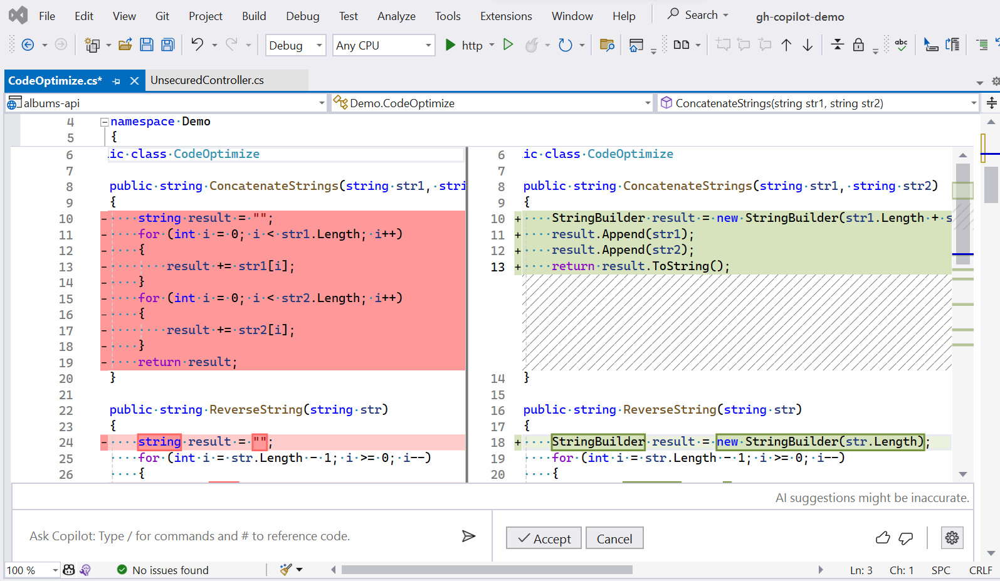 File Edit View Git Project Build Debug Test Analyze Tools Extensions Window Help Search gh-copilot-demo
Debug Any CPU http abc
CodeOptimize.cs* UnsecuredController.cs
albums-api Demo.CodeOptimize ConcatenateStrings(string str1, string str2)
4 namespace Demo
5 {
6 ic class CodeOptimize
7
8 public string ConcatenateStrings(string str1, stri
9 {
10 - string result = "";
11 - for (int i = 0; i < str1.Length; i++)
12 - {
13 - result += str1[i];
14 - }
15 - for (int i = 0; i < str2.Length; i++)
16 - {
17 - result += str2[i];
18 - }
19 - return result;
20 }
21
22 public string ReverseString(string str)
23 {
24 - string result = "";
25 for (int i = str.Length - 1; i >= 0; i--)
26 {
6 ic class CodeOptimize
7
8 public string ConcatenateStrings(string str1, string str2)
9 {
10 + StringBuilder result = new StringBuilder(str1.Length + s
11 + result.Append(str1);
12 + result.Append(str2);
13 + return result.ToString();
14 }
15
16 public string ReverseString(string str)
17 {
18 + StringBuilder result = new StringBuilder(str.Length);
19 for (int i = str.Length - 1; i >= 0; i--)
20 {
AI suggestions might be inaccurate.
Ask Copilot: Type / for commands and # to reference code.
Accept Cancel
100 % No issues found Ln: 3 Ch: 1 SPC CRLF